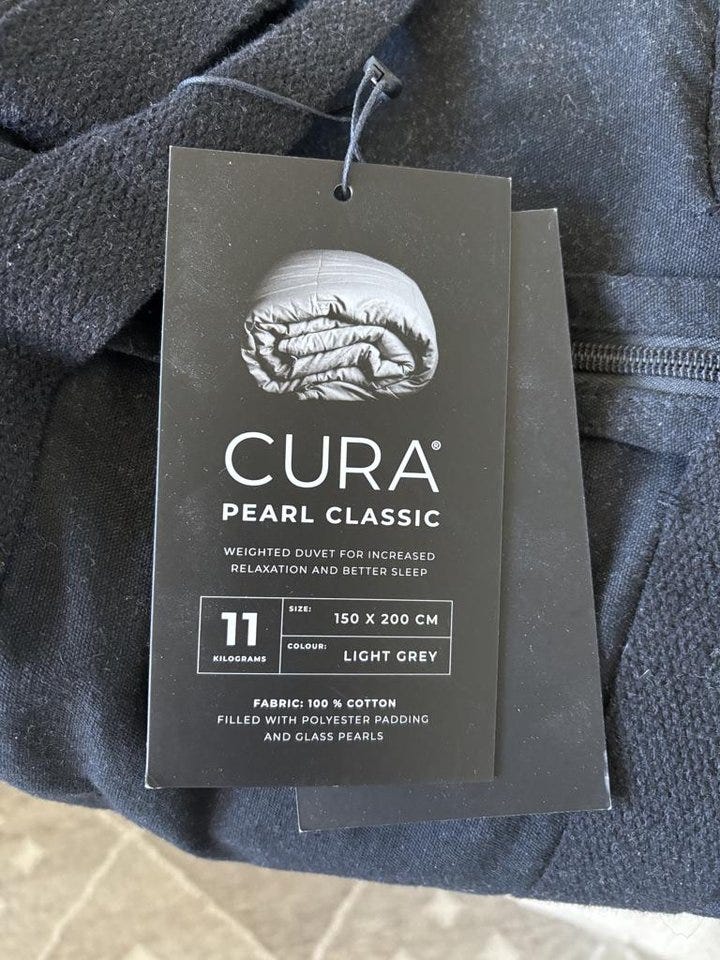 CURA®
PEARL CLASSIC
WEIGHTED DUVET FOR INCREASED
RELAXATION AND BETTER SLEEP
11
KILOGRAMS
SIZE:
150 X 200 CM
COLOUR:
LIGHT GREY
FABRIC: 100 % COTTON
FILLED WITH POLYESTER PADDING
AND GLASS PEARLS